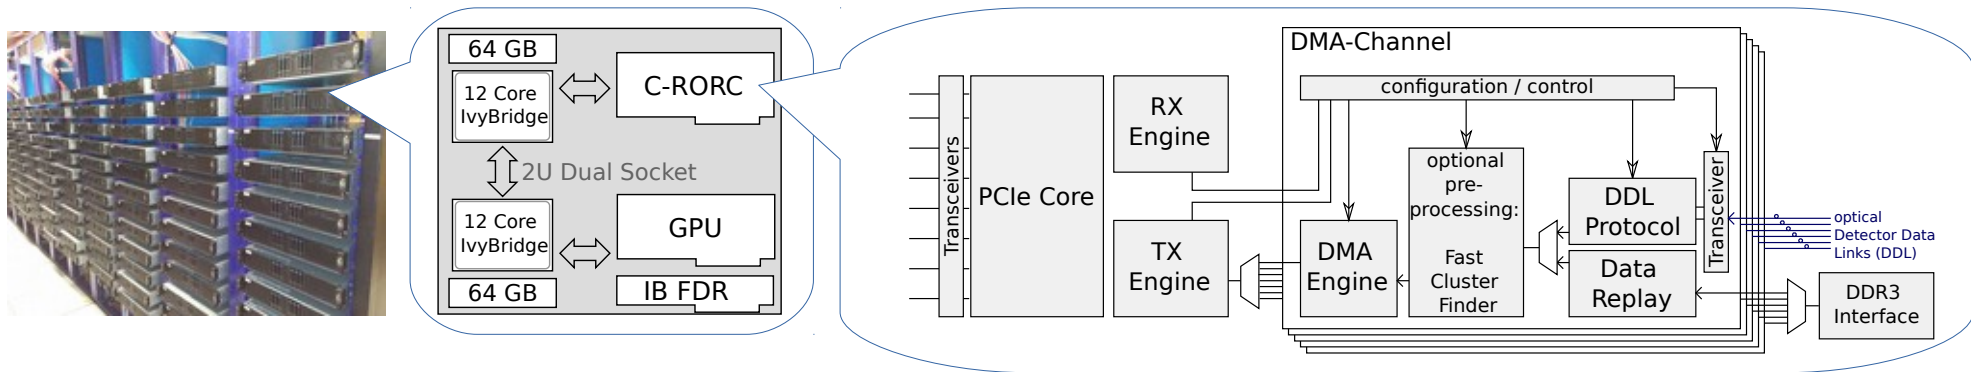 64 GB
12 Core
IvyBridge
C-RORC
2U Dual Socket
12 Core
IvyBridge
GPU
64 GB
IB FDR
Transceivers
PCIe Core
RX
Engine
TX
Engine
DMA-Channel
configuration / control
DMA
Engine
optional
pre-
processing:
Fast
Cluster
Finder
DDL
Protocol
Data
Replay
Transceiver
optical
Detector Data
Links (DDL)
DDR3
Interface